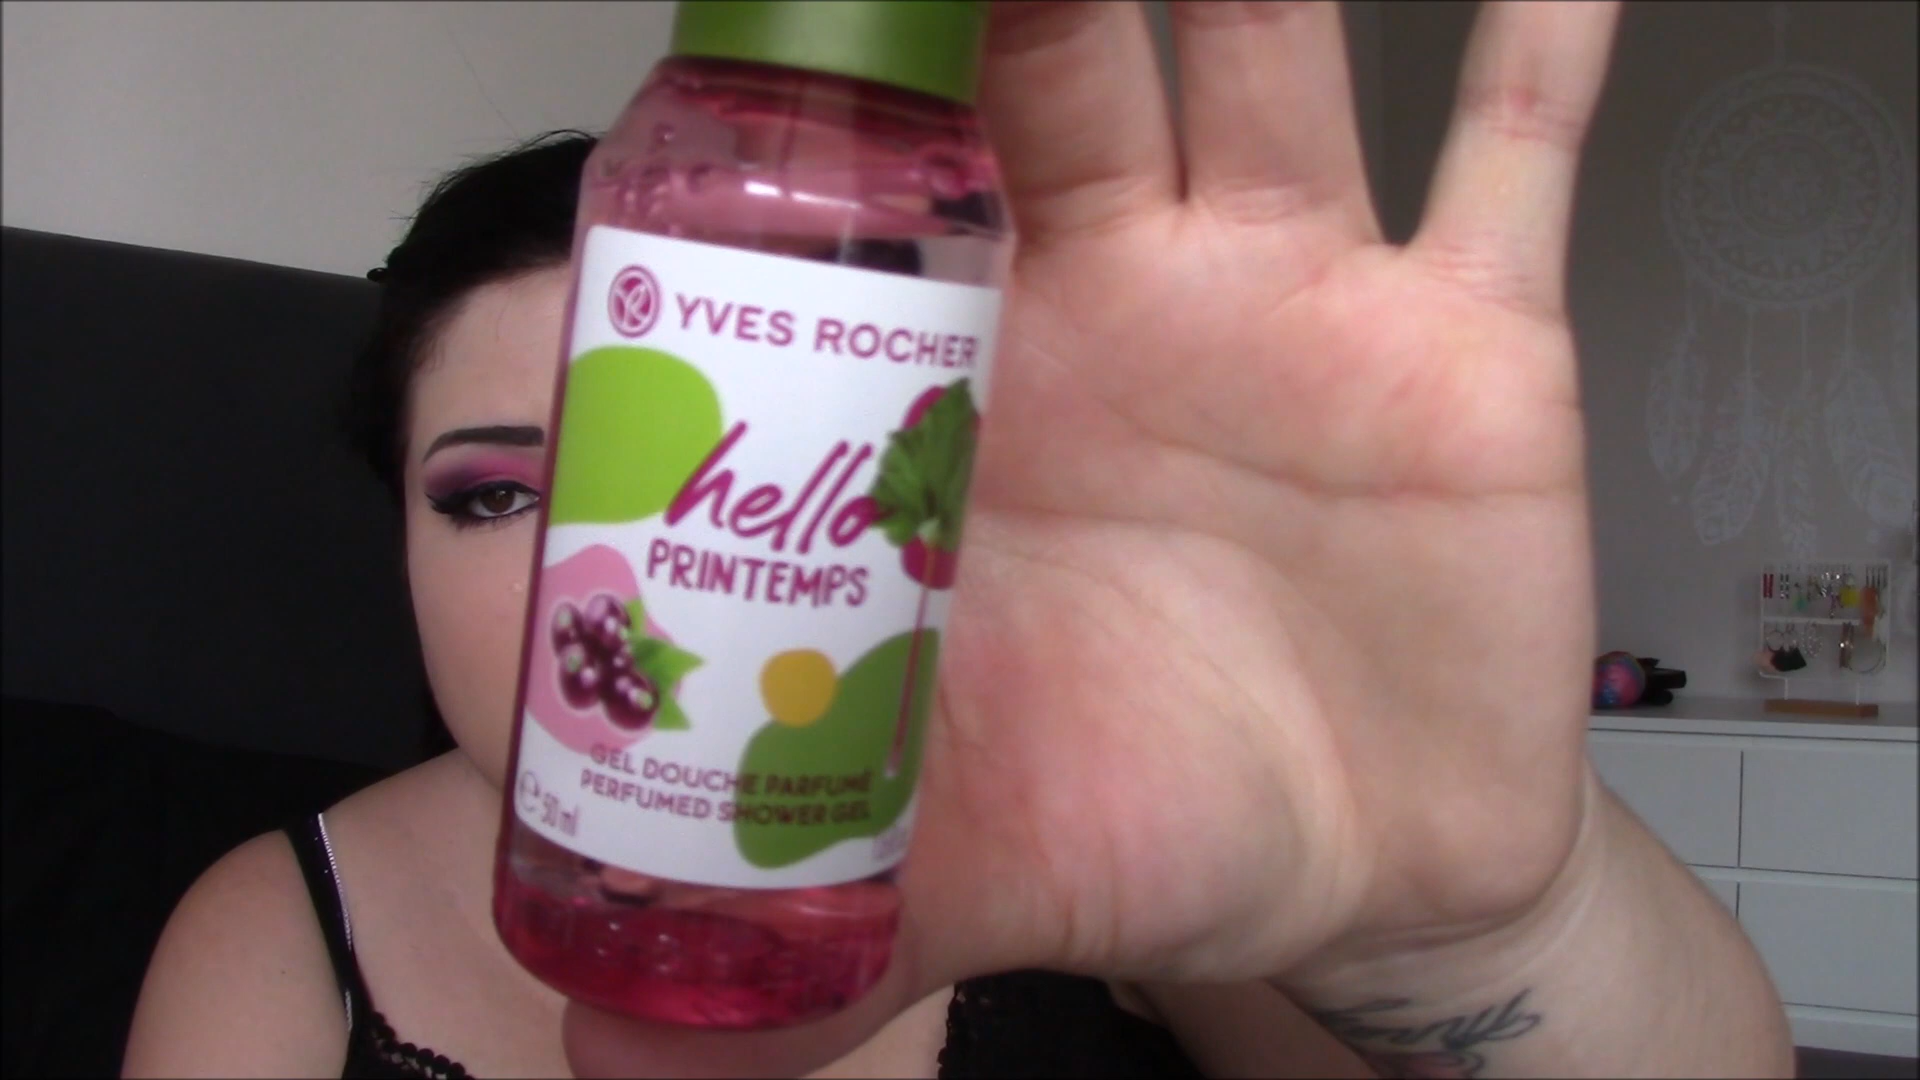 YVES ROCHER
hello
PRINTEMPS
GEL DOUCHE PARFUMÉ
PERFUMED SHOWER GEL
50 ml